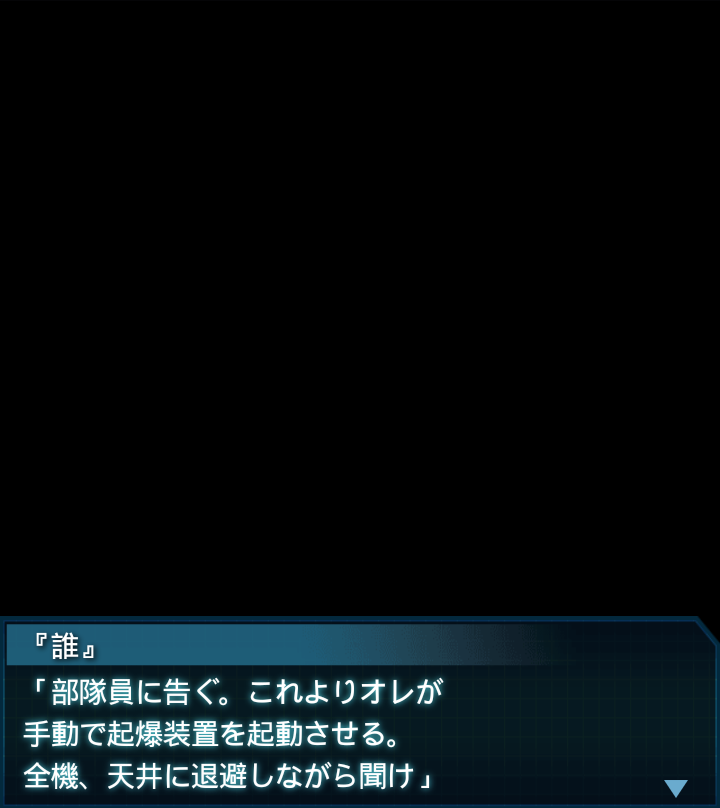 『誰』
「部隊員に告ぐ。これよりオレが
手動で起爆装置を起動させる。
全機、天井に退避しながら聞け」